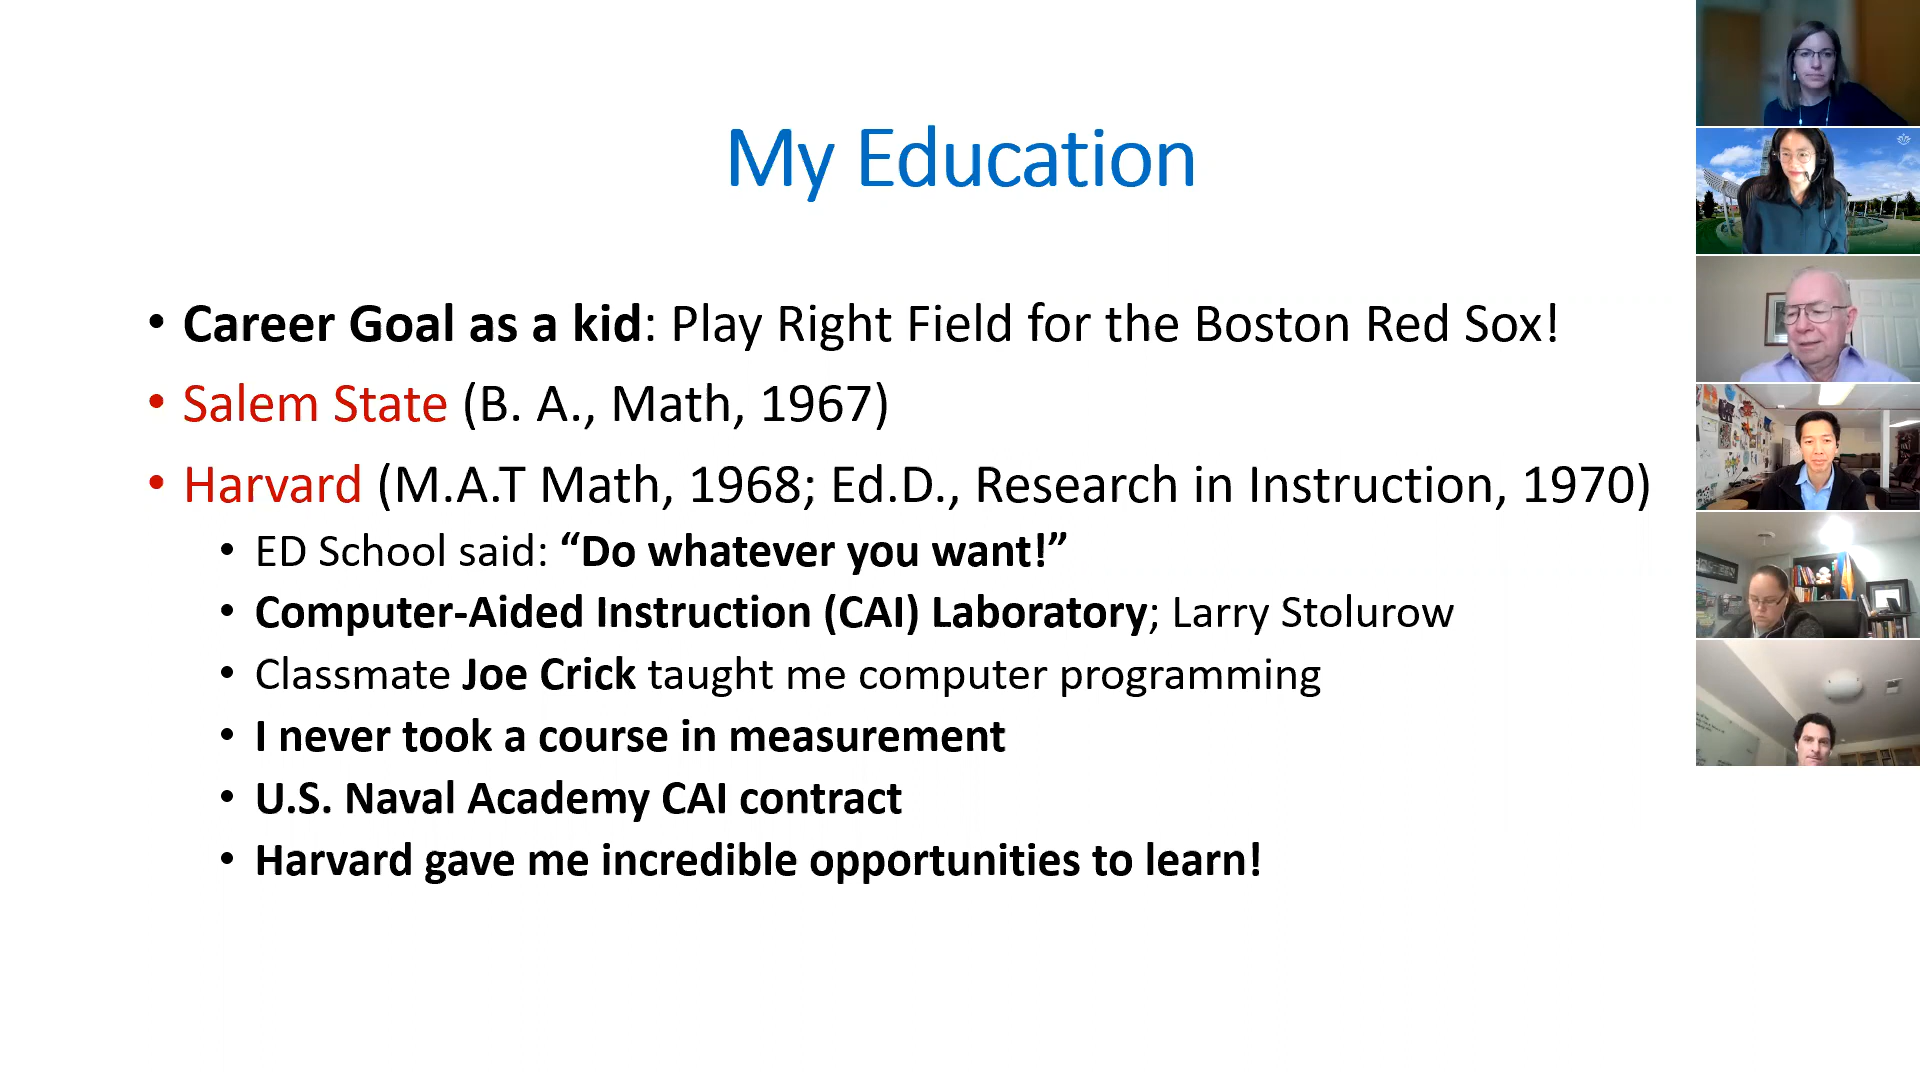 My Education
• Career Goal as a kid: Play Right Field for the Boston Red Sox!
• Salem State (B. A., Math, 1967)
• Harvard (M.A.T Math, 1968; Ed.D., Research in Instruction, 1970)
• ED School said: “Do whatever you want!”
• Computer-Aided Instruction (CAI) Laboratory; Larry Stolurow
• Classmate Joe Crick taught me computer programming
• I never took a course in measurement
• U.S. Naval Academy CAI contract
• Harvard gave me incredible opportunities to learn!